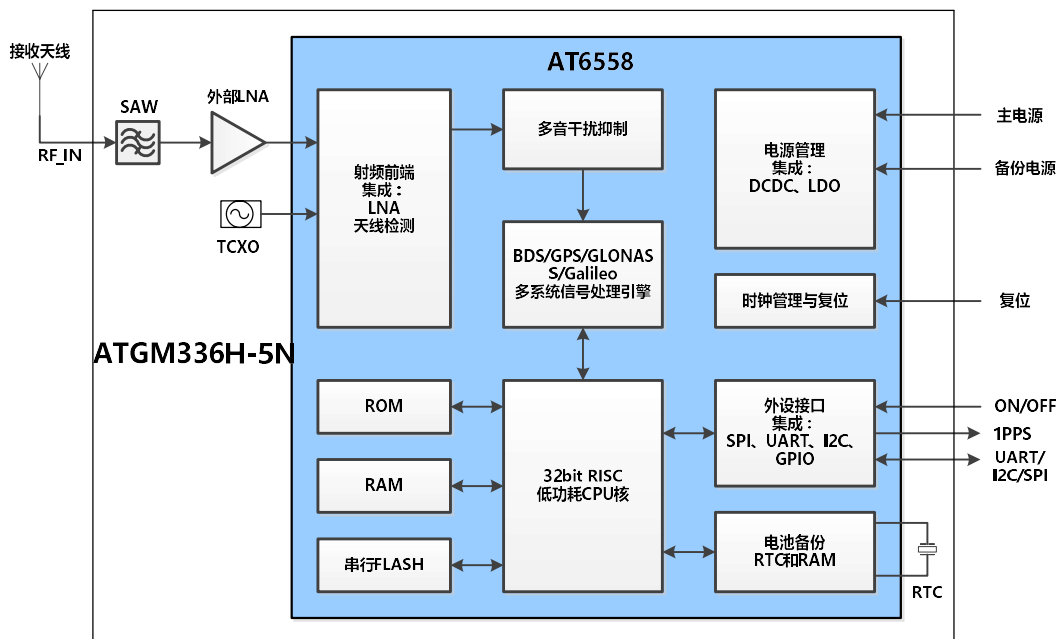 接收天线
RF_IN
SAW
外部LNA
TCXO
ATGM336H-5N
AT6558
射频前端
集成：
LNA
天线检测
多音干扰抑制
BDS/GPS/GLONAS
S/Galileo
多系统信号处理引擎
电源管理
集成：
DCDC、LDO
时钟管理与复位
ROM
RAM
串行FLASH
32bit RISC
低功耗CPU核
外设接口
集成：
SPI、UART、I2C、
GPIO
电池备份
RTC和RAM
主电源
备份电源
复位
ON/OFF
1PPS
UART/
I2C/SPI
RTC